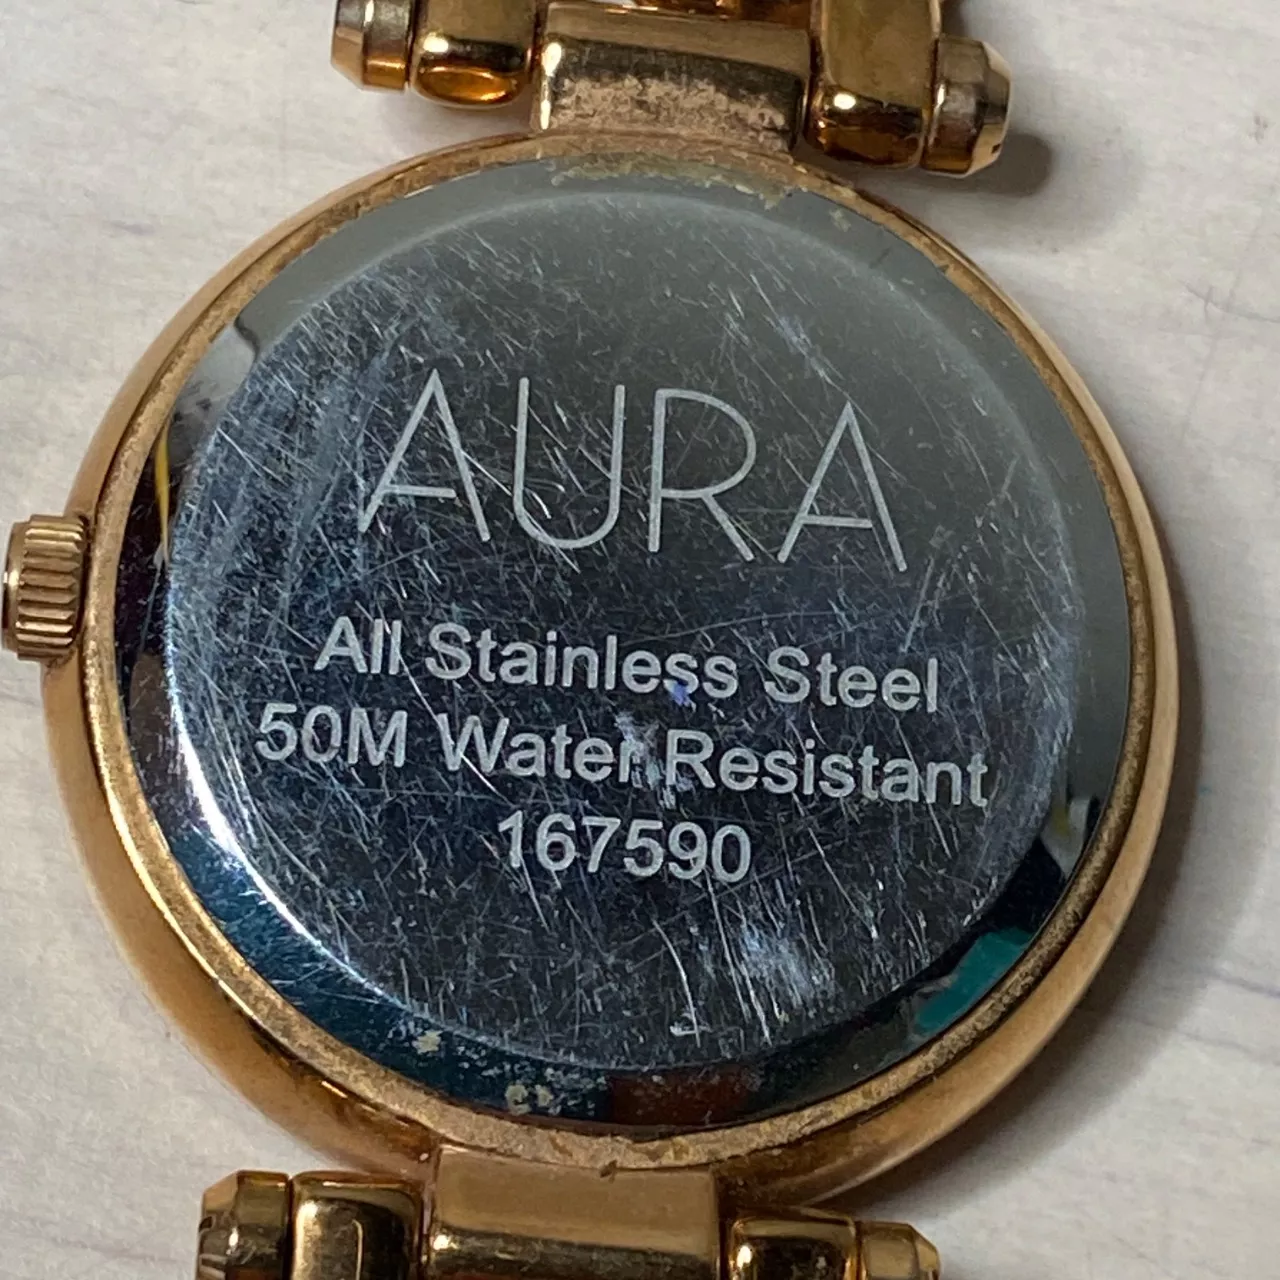 AURA
All Stainless Steel
50M Water Resistant
167590